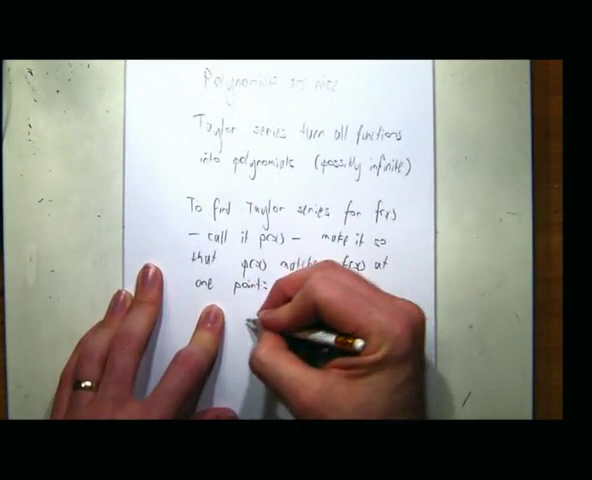 Polynomials are nice
Taylor series turn all functions
into polynomials (possibly infinite)
To find Taylor series for f(x)
- call it p(x) - make it so
that p(x) matches f(x) at
one point: